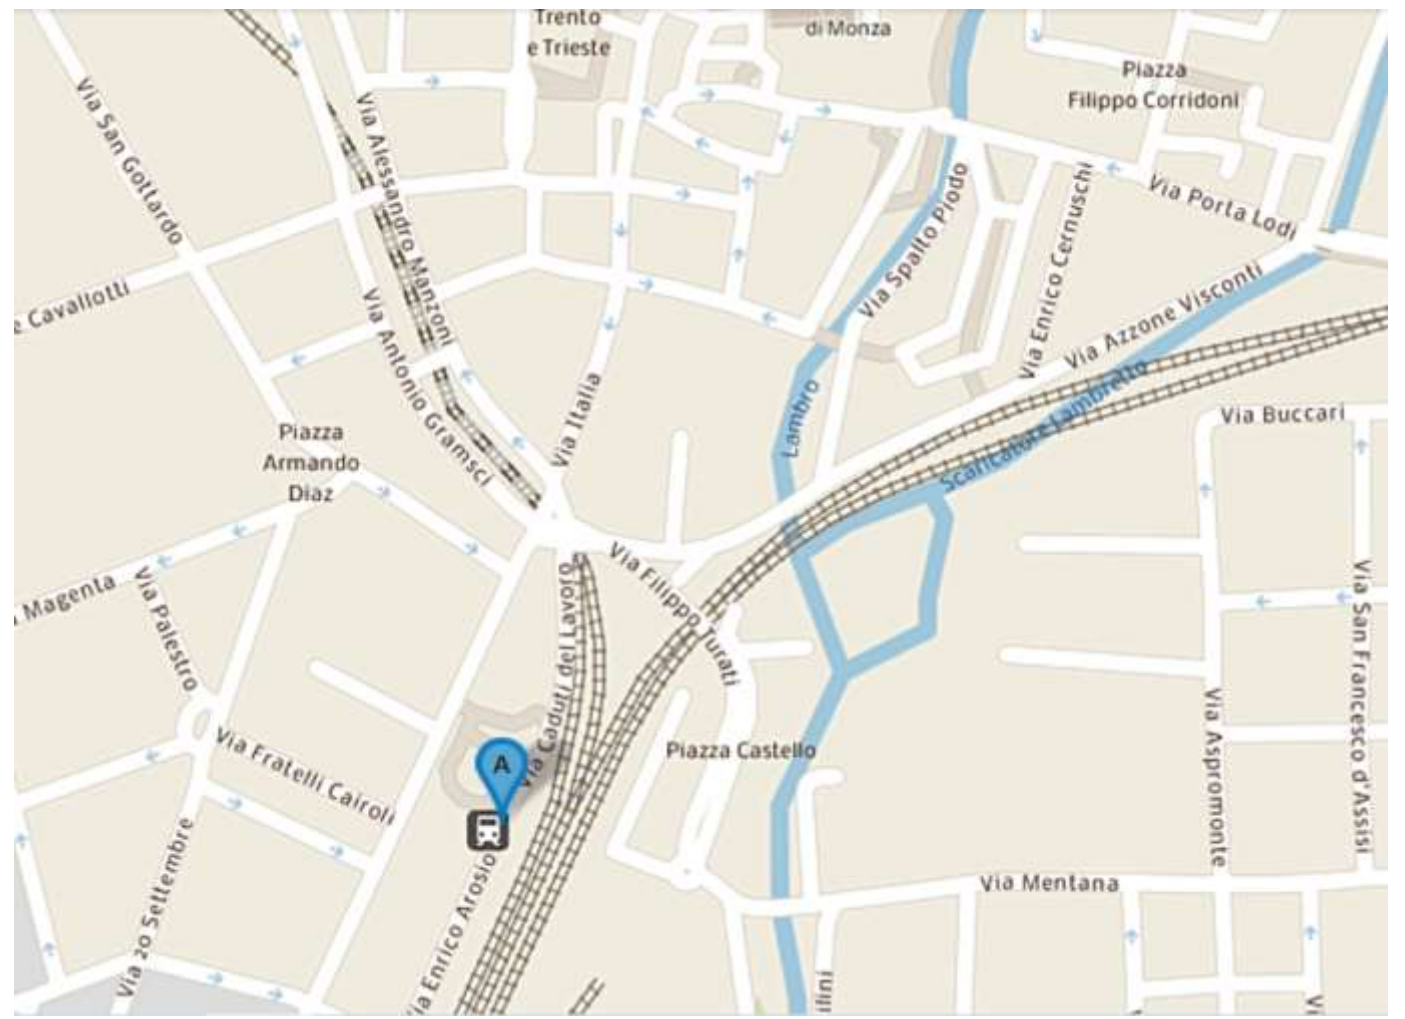 Trento
e Trieste
di Monza
Piazza
Filippo Corridoni
Via San Gottardo
Via Alessandro Manzoni
Via Porta Lodi
Via Spalto Piodo
Via Enrico Cernuschi
e Cavallotti
Via Antonio Gramsci
Via Azzone Visconti
Via Italia
Lambro
Scaricatore Lambretto
Via Buccari
Piazza
Armando
Diaz
Magenta
Via Palestro
Via Filippo Turati
Via Caduti del Lavoro
Via San Francesco d'Assisi
Via Aspromonte
Via Fratelli Cairoli
A
Piazza Castello
Via 20 Settembre
Via Enrico Arosio
Via Mentana
ilini